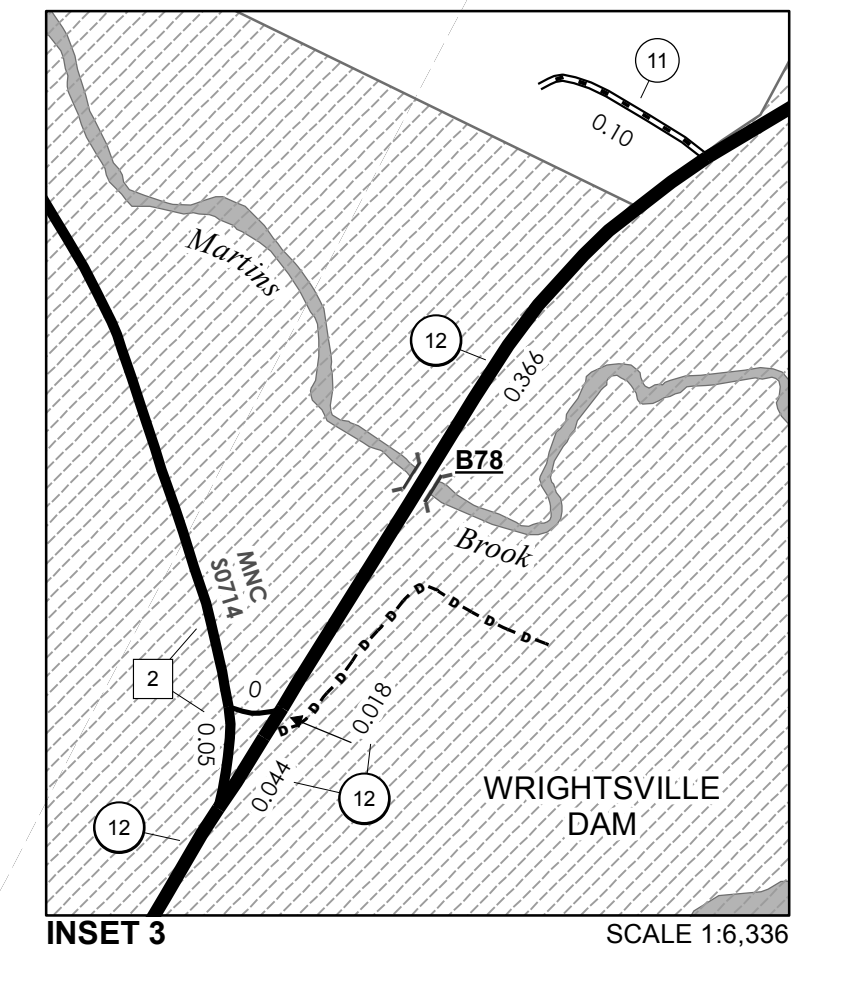 11
0.10
Martins
12
0.366
B78
Brook
MNC
S0714
2
0
0.018
0.05
0.044
12
12
WRIGHTSVILLE
DAM
D
D
D
D
D
D
D
D
D
INSET 3
SCALE 1:6,336